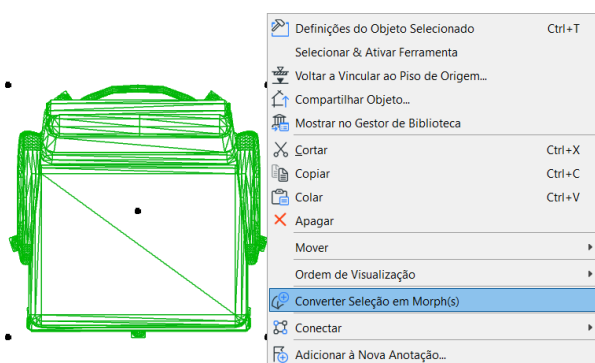 Definições do Objeto Selecionado Ctrl+T
Selecionar & Ativar Ferramenta
Voltar a Vincular ao Piso de Origem...
Compartilhar Objeto...
Mostrar no Gestor de Biblioteca
Cortar Ctrl+X
Copiar Ctrl+C
Colar Ctrl+V
Apagar
Mover
Ordem de Visualização
Converter Seleção em Morph(s)
Conectar
Adicionar à Nova Anotação...